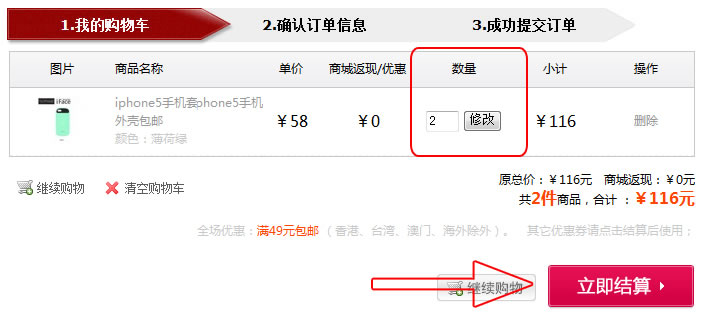 1.我的购物车 2.确认订单信息 3.成功提交订单
图片 商品名称 单价 商城返现/优惠 数量 小计 操作
iphone5手机套phone5手机
外壳包邮
颜色：薄荷绿
￥58 ￥0 2 修改 ￥116 删除
继续购物 清空购物车
原总价：￥116元 商城返现：￥0元
共2件商品，合计 ：￥116元
全场优惠：满49元包邮 （香港、台湾、澳门、海外除外）。 其它优惠券请点击结算后使用；
继续购物 立即结算